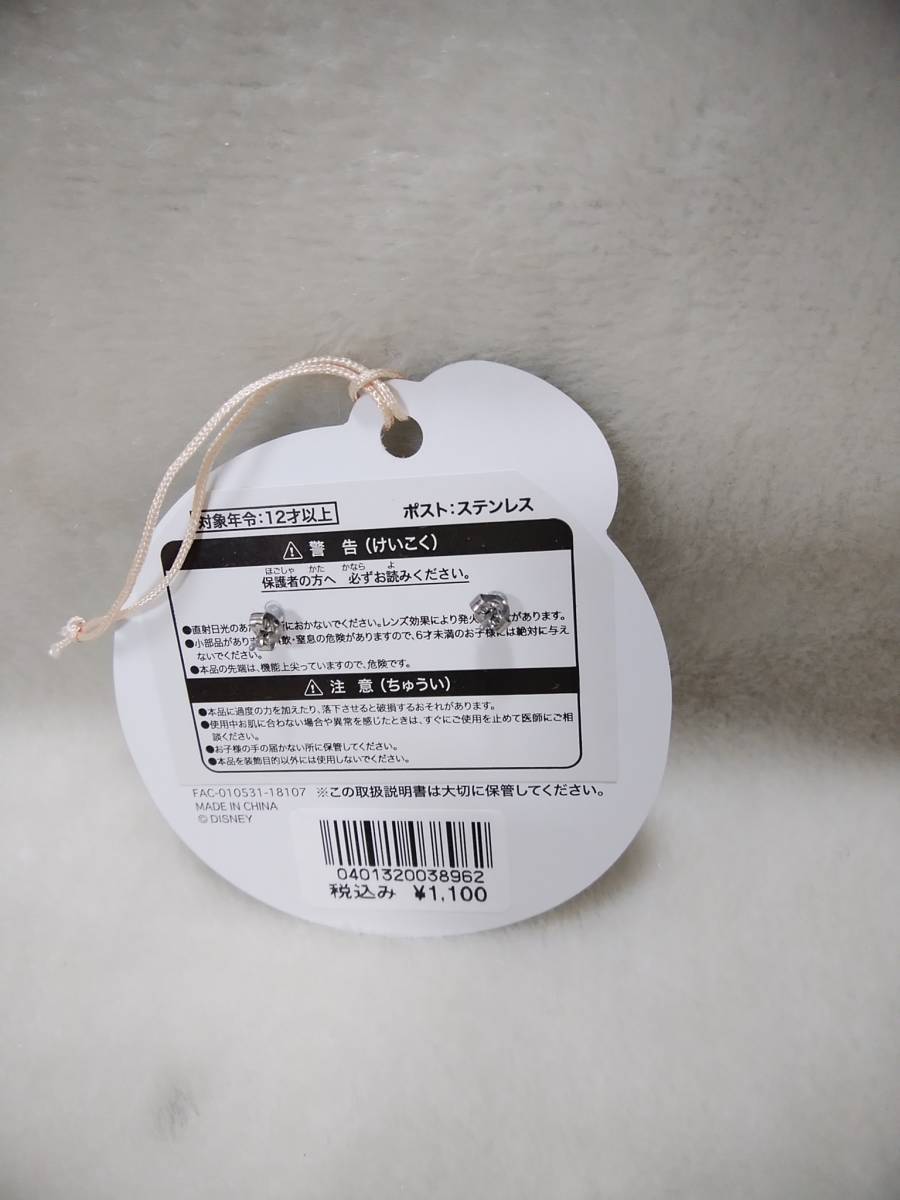 対象年令:12才以上
ポスト:ステンレス
警 告(けいこく)
ほごしゃ かた かなら よ
保護者の方へ 必ずお読みください。
●直射日光のあた 所におかないでください。レンズ効果により発火 があります。
●小部品があり 飲・窒息の危険がありますので、6才未満のお子様には絶対に与え
ないでください。
●本品の先端は、機能上尖っていますので、危険です。
注 意(ちゅうい)
●本品に過度の力を加えたり、落下させると破損するおそれがあります。
●使用中お肌に合わない場合や異常を感じたときは、すぐにご使用を止めて医師にご相
談ください。
●お子様の手の届かない所に保管してください。
●本品を装飾目的以外には使用しないでください。
FAC-010531-18107 ※この取扱説明書は大切に保管してください。
MADE IN CHINA
© DISNEY
0401320038962
税込み ¥1,100